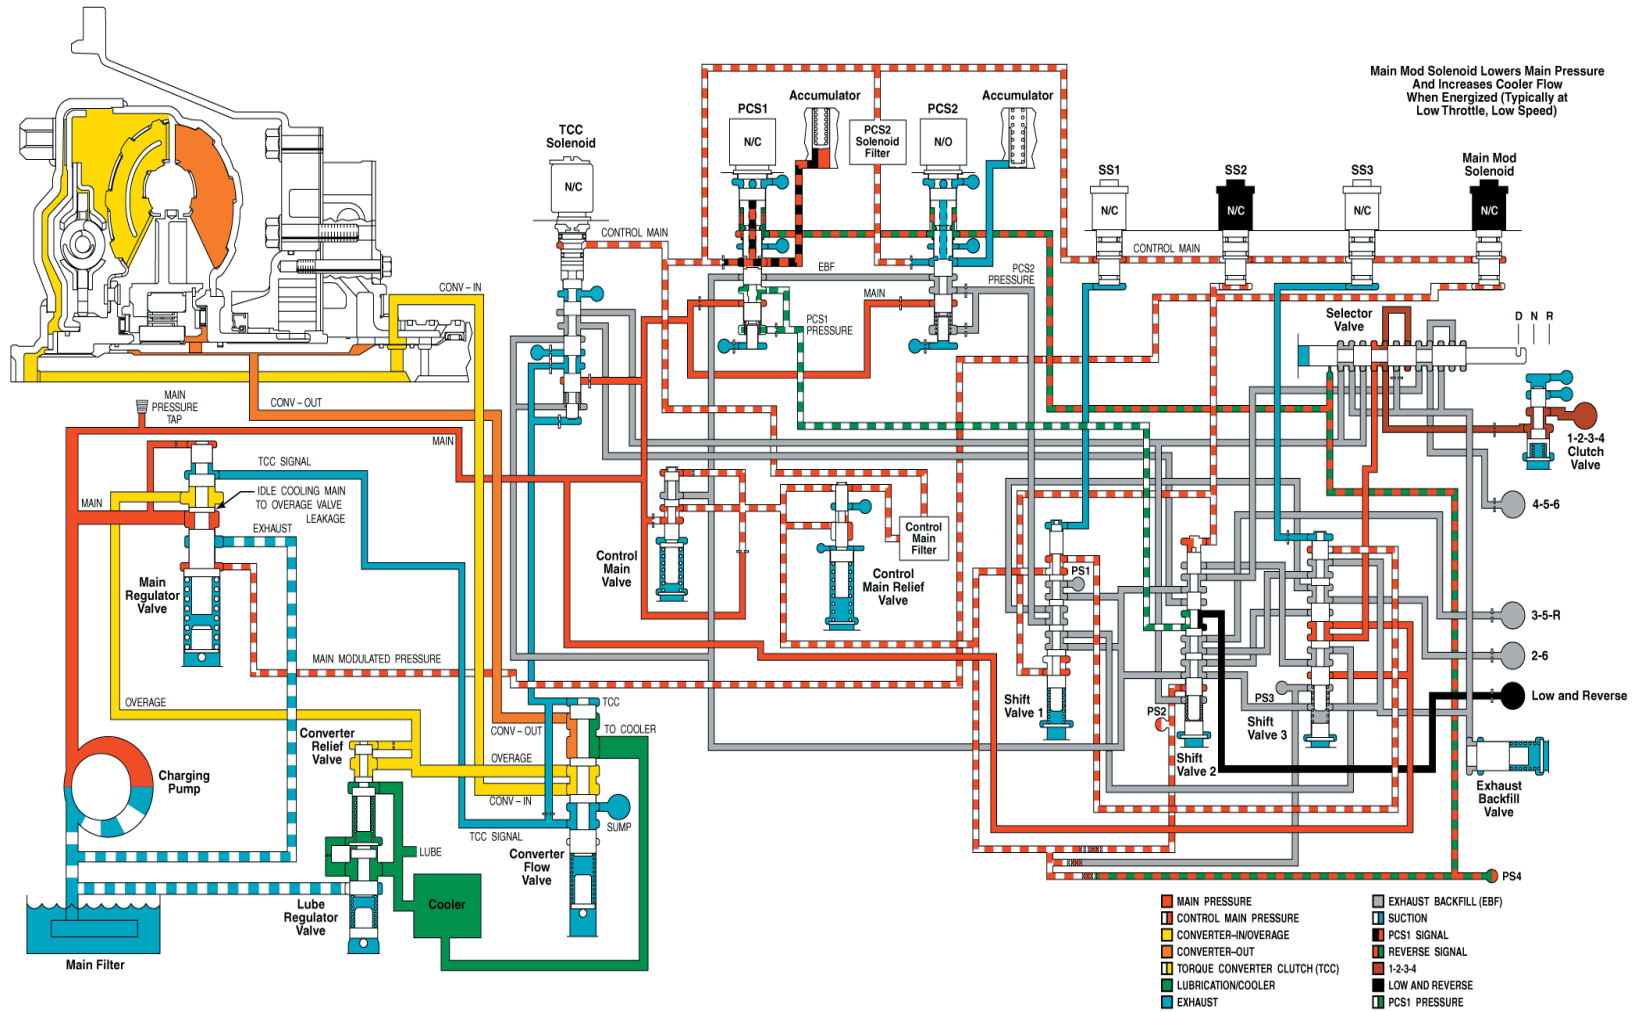 Main Mod Solenoid Lowers Main Pressure
And Increases Cooler Flow
When Energized (Typically at
Low Throttle, Low Speed)
TCC
Solenoid
N/C
PCS1
N/C
Accumulator
PCS2
Solenoid
Filter
PCS2
N/O
Accumulator
SS1
N/C
SS2
N/C
SS3
N/C
Main Mod
Solenoid
N/C
CONTROL MAIN
CONTROL MAIN
EBF
PCS2
PRESSURE
MAIN
PCS1
PRESSURE
CONV – IN
Selector
Valve
D N R
MAIN
PRESSURE
TAP
CONV – OUT
MAIN
TCC SIGNAL
IDLE COOLING MAIN
TO OVERAGE VALVE
LEAKAGE
MAIN
EXHAUST
Main
Regulator
Valve
Control
Main
Valve
Control
Main
Filter
Control
Main Relief
Valve
1-2-3-4
Clutch
Valve
4-5-6
PS1
3-5-R
2-6
Low and Reverse
MAIN MODULATED PRESSURE
OVERAGE
TCC
CONV – OUT
TO COOLER
OVERAGE
CONV – IN
SUMP
TCC SIGNAL
Converter
Relief
Valve
Charging
Pump
Shift
Valve 1
PS2
Shift
Valve 2
PS3
Shift
Valve 3
Exhaust
Backfill
Valve
LUBE
Converter
Flow
Valve
Cooler
Lube
Regulator
Valve
Main Filter
PS4
MAIN PRESSURE
CONTROL MAIN PRESSURE
CONVERTER–IN/OVERAGE
CONVERTER–OUT
TORQUE CONVERTER CLUTCH (TCC)
LUBRICATION/COOLER
EXHAUST
EXHAUST BACKFILL (EBF)
SUCTION
PCS1 SIGNAL
REVERSE SIGNAL
1-2-3-4
LOW AND REVERSE
PCS1 PRESSURE